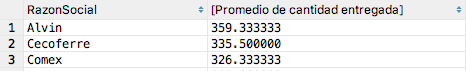 RazonSocial [Promedio de cantidad entregada]
1 Alvin 359.333333
2 Cecoferre 335.500000
3 Comex 326.333333